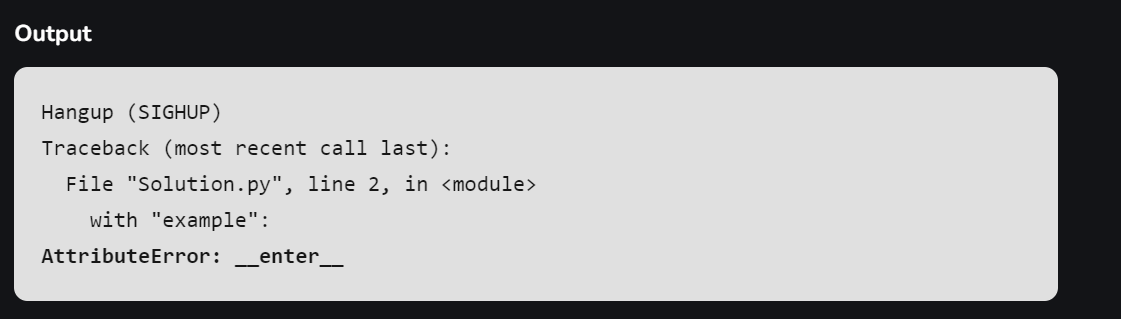 Output
Hangup (SIGHUP)
Traceback (most recent call last):
  File "Solution.py", line 2, in <module>
    with "example":
AttributeError: __enter__